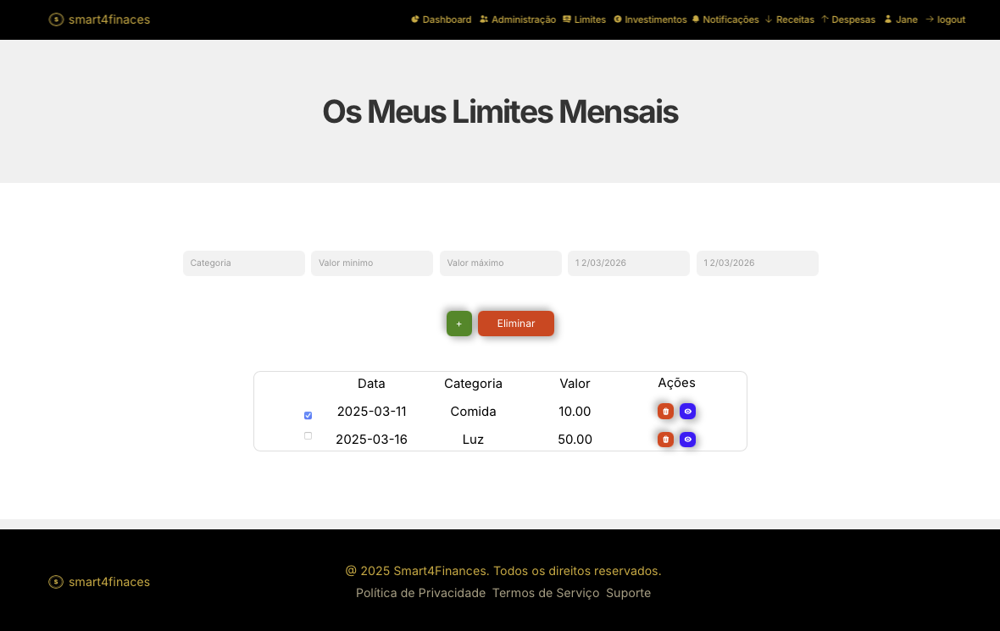 smart4finaces Dashboard Administração Limites Investimentos Notificações Receitas Despesas Jane logout
Os Meus Limites Mensais
Categoria Valor minimo Valor máximo 12/03/2026 12/03/2026
+ Eliminar
Data Categoria Valor Ações
2025-03-11 Comida 10.00
2025-03-16 Luz 50.00
@ 2025 Smart4Finances. Todos os direitos reservados.
smart4finaces
Política de Privacidade Termos de Serviço Suporte